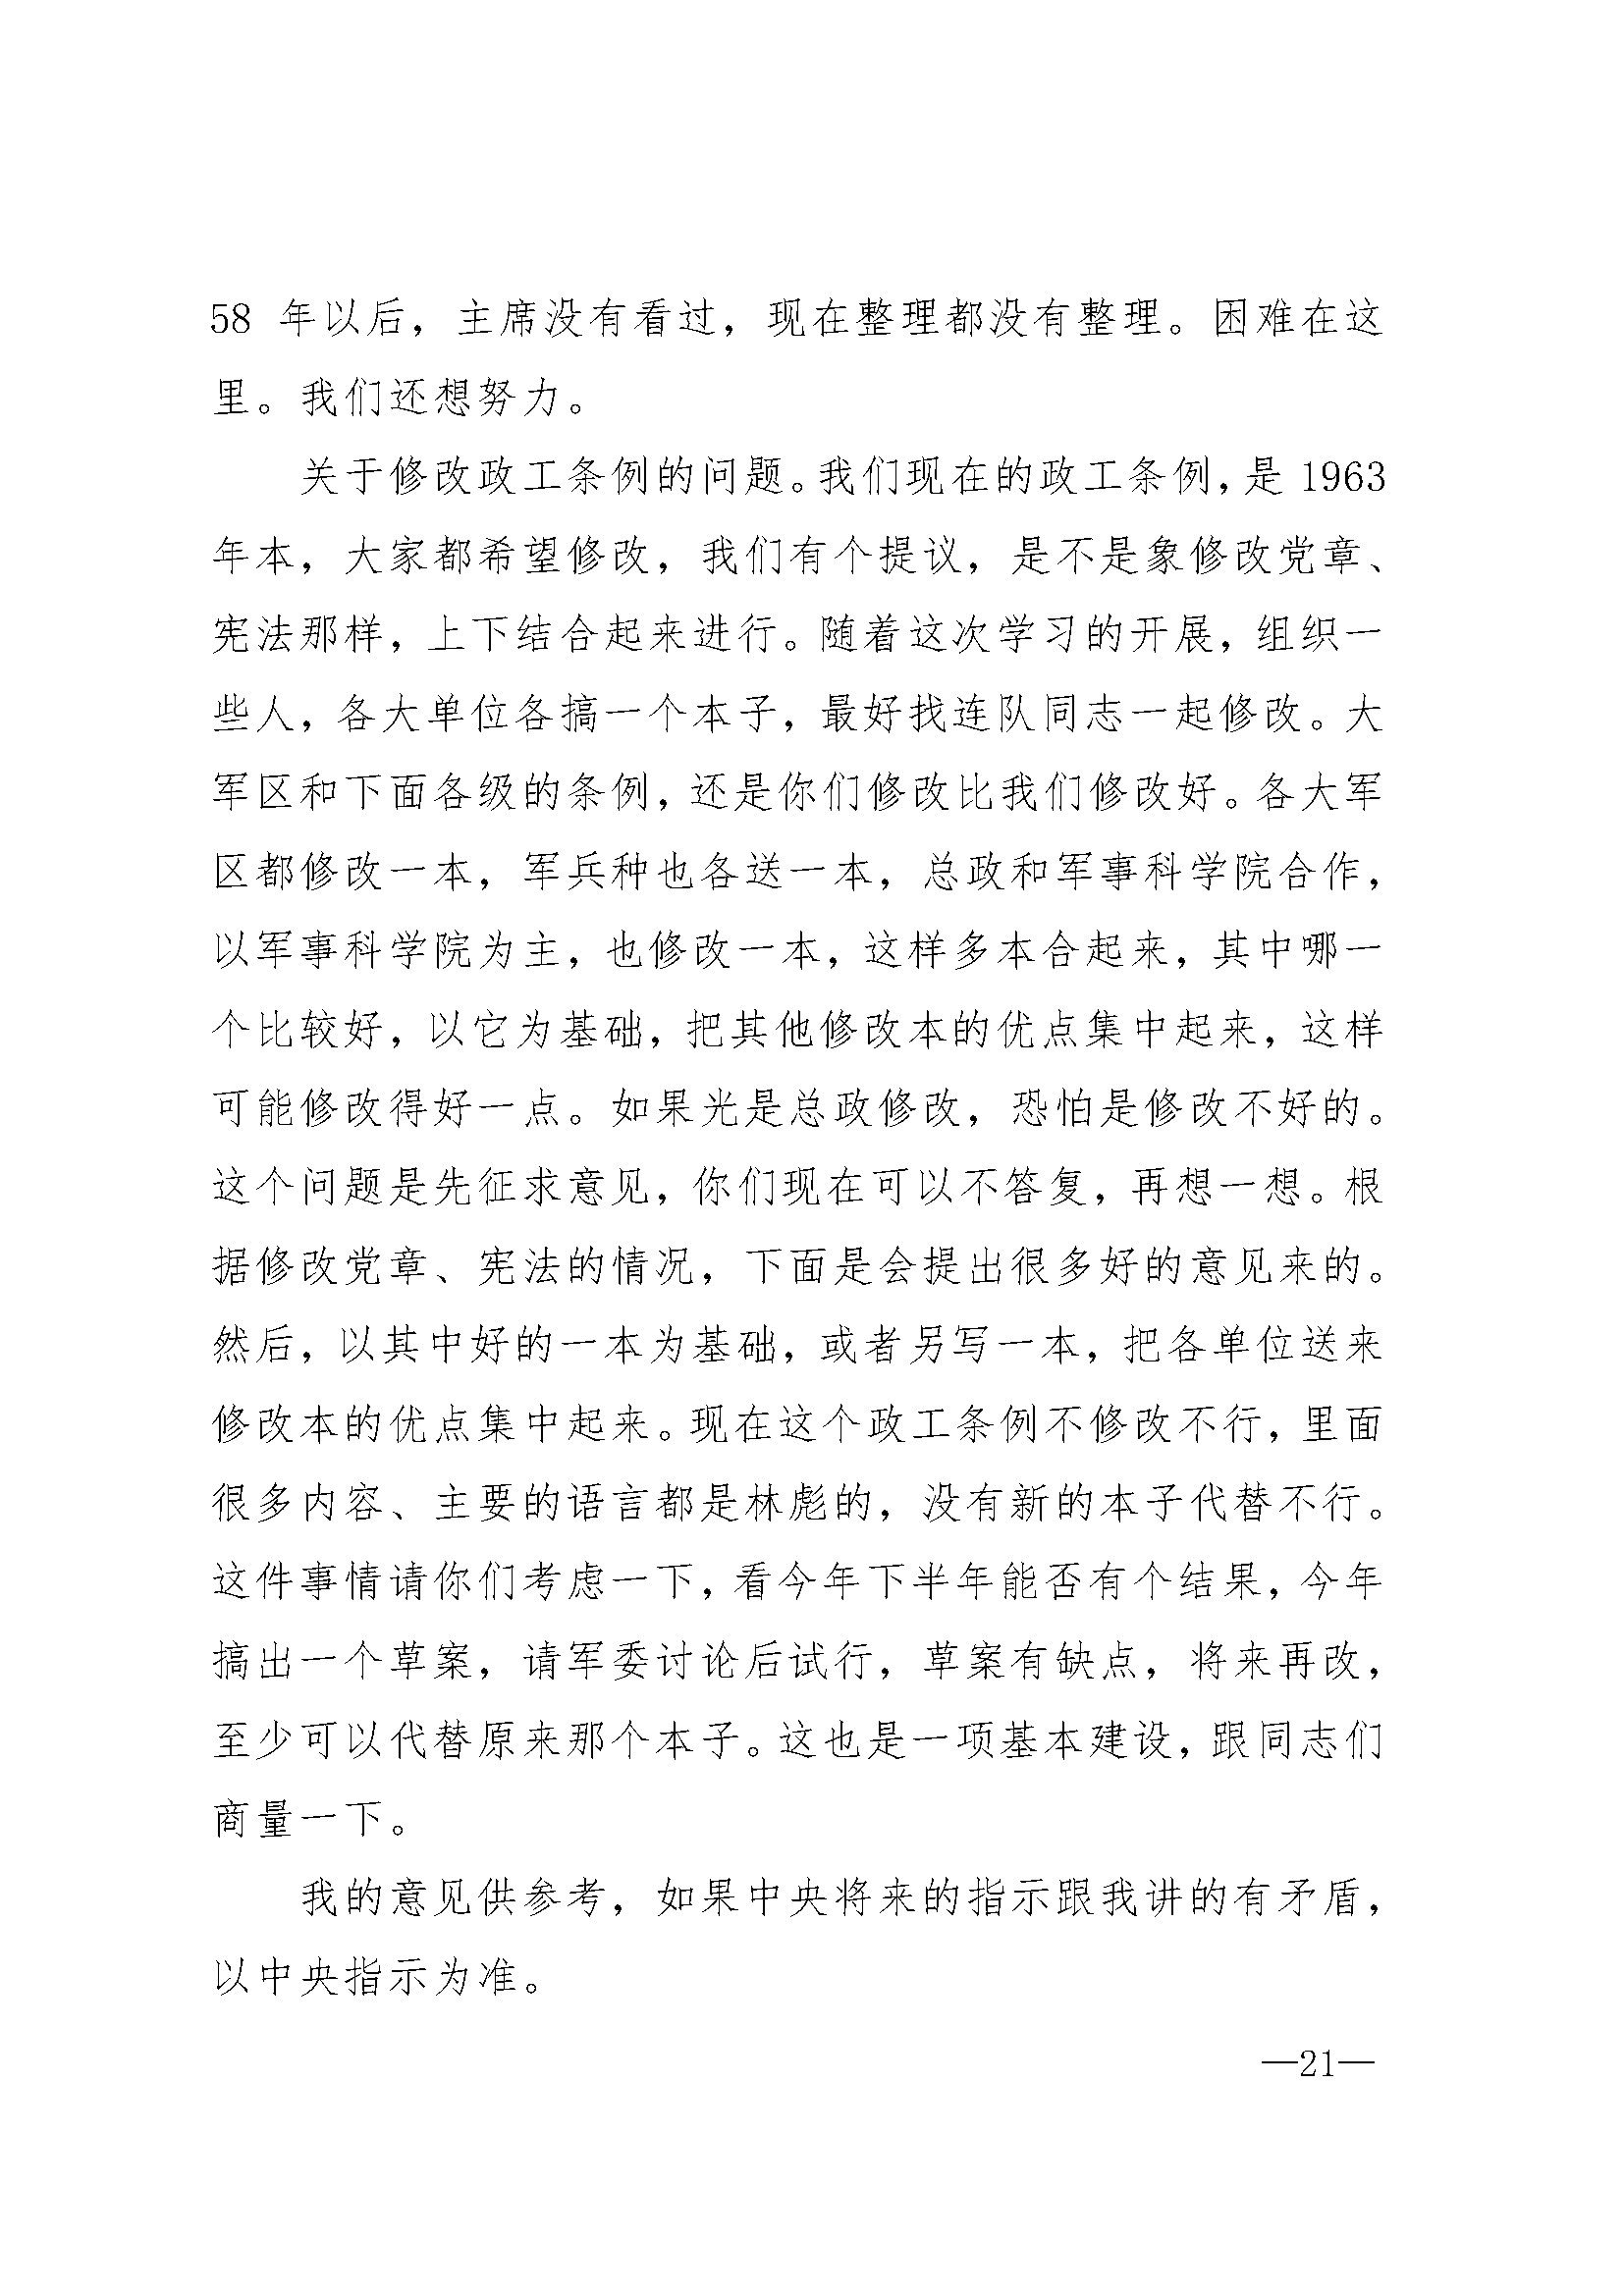 58 年以后，主席没有看过，现在整理都没有整理。困难在这
里。我们还想努力。
关于修改政工条例的问题。我们现在的政工条例，是 1963
年本，大家都希望修改，我们有个提议，是不是象修改党章、
宪法那样，上下结合起来进行。随着这次学习的开展，组织一
些人，各大单位各搞一个本子，最好找连队同志一起修改。大
军区和下面各级的条例，还是你们修改比我们修改好。各大军
区都修改一本，军兵种也各送一本，总政和军事科学院合作，
以军事科学院为主，也修改一本，这样多本合起来，其中哪一
个比较好，以它为基础，把其他修改本的优点集中起来，这样
可能修改得好一点。如果光是总政修改，恐怕是修改不好的。
这个问题是先征求意见，你们现在可以不答复，再想一想。根
据修改党章、宪法的情况，下面是会提出很多好的意见来的。
然后，以其中好的一本为基础，或者另写一本，把各单位送来
修改本的优点集中起来。现在这个政工条例不修改不行，里面
很多内容、主要的语言都是林彪的，没有新的本子代替不行。
这件事情请你们考虑一下，看今年下半年能否有个结果，今年
搞出一个草案，请军委讨论后试行，草案有缺点，将来再改，
至少可以代替原来那个本子。这也是一项基本建设，跟同志们
商量一下。
我的意见供参考，如果中央将来的指示跟我讲的有矛盾，
以中央指示为准。
—21—